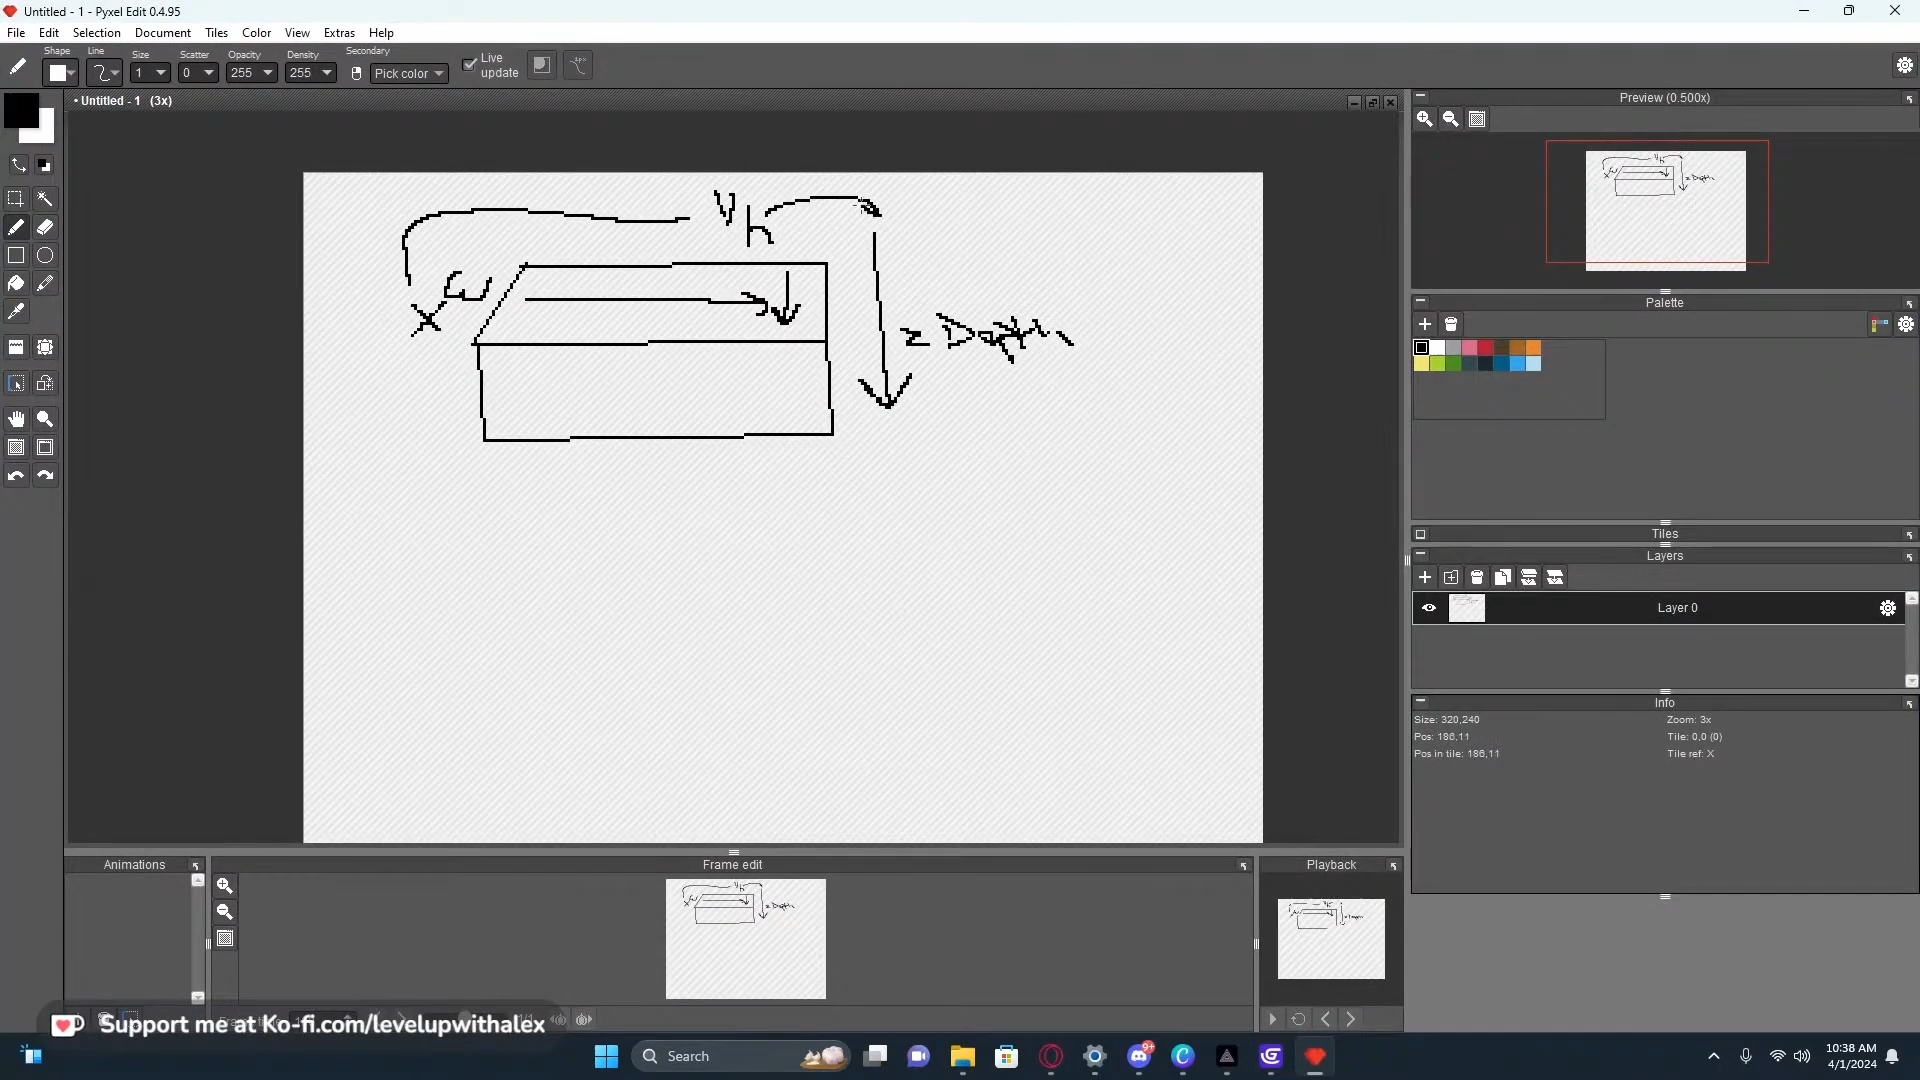 Untitled - 1 - Pyxel Edit 0.4.95
File Edit Selection Document Tiles Color View Extras Help
Shape Line Size Scatter Opacity Density Secondary
1 0 255 255 Pick color Live update
• Untitled - 1 (3x)
Preview (0.500x)
y
h
w
x
z Depth
Palette
Tiles
Layers
Layer 0
Info
Size: 320,240 Zoom: 3x
Pos: 186,11 Tile: 0,0 (0)
Pos in tile: 186,11 Tile ref: X
Animations Frame edit Playback
Support me at Ko-fi.com/levelupwithalex
Search
9+
10:38 AM
4/1/2024